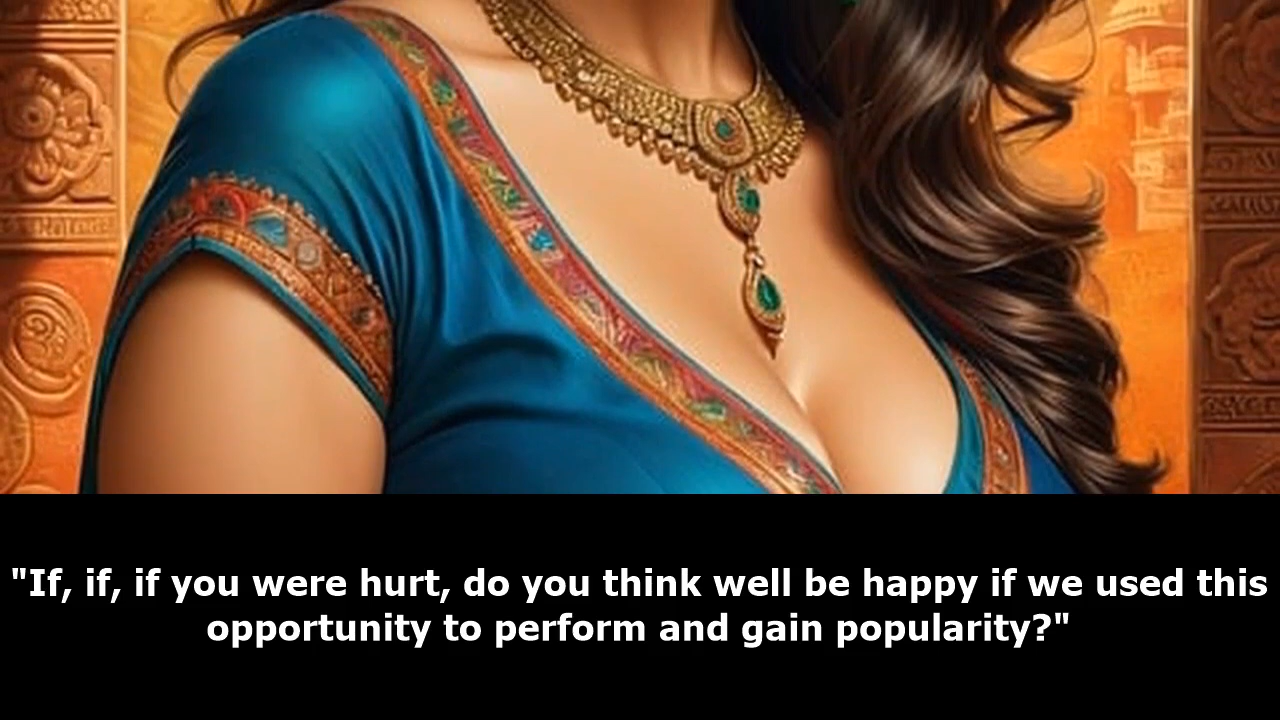 "If, if, if you were hurt, do you think well be happy if we used this
opportunity to perform and gain popularity?"